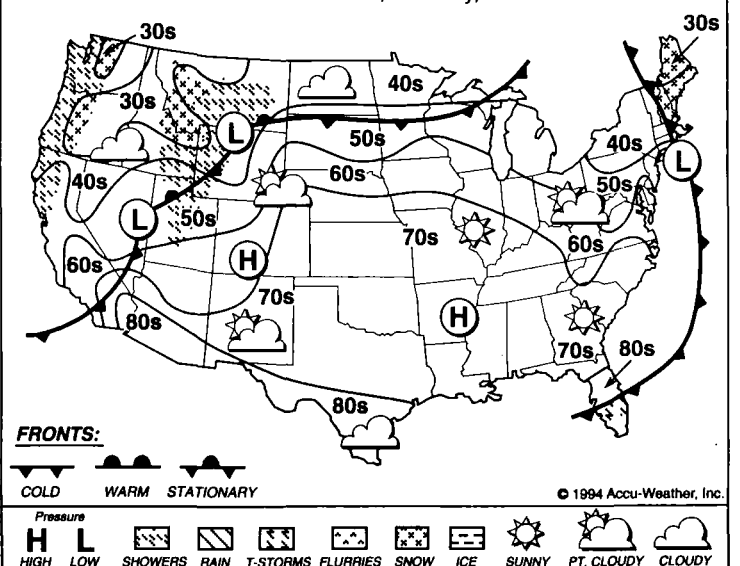 30s
30s
30s
40s
40s
L
50s
60s
40s
50s
L
L
50s
70s
60s
60s
H
70s
80s
H
70s
80s
80s
FRONTS:
COLD WARM STATIONARY
© 1994 Accu-Weather, Inc.
Pressure
H L
HIGH LOW SHOWERS RAIN T-STORMS FLURRIES SNOW ICE SUNNY PT. CLOUDY CLOUDY